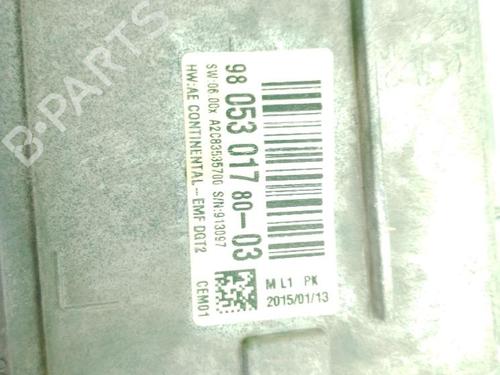 98 053 017 80-03
SW:06.00x A2C83535700 S/N:913097
HW:AE CONTINENTAL--EMF DGT2
M L1 PK
2015/01/13
CEM01
B-PARTS